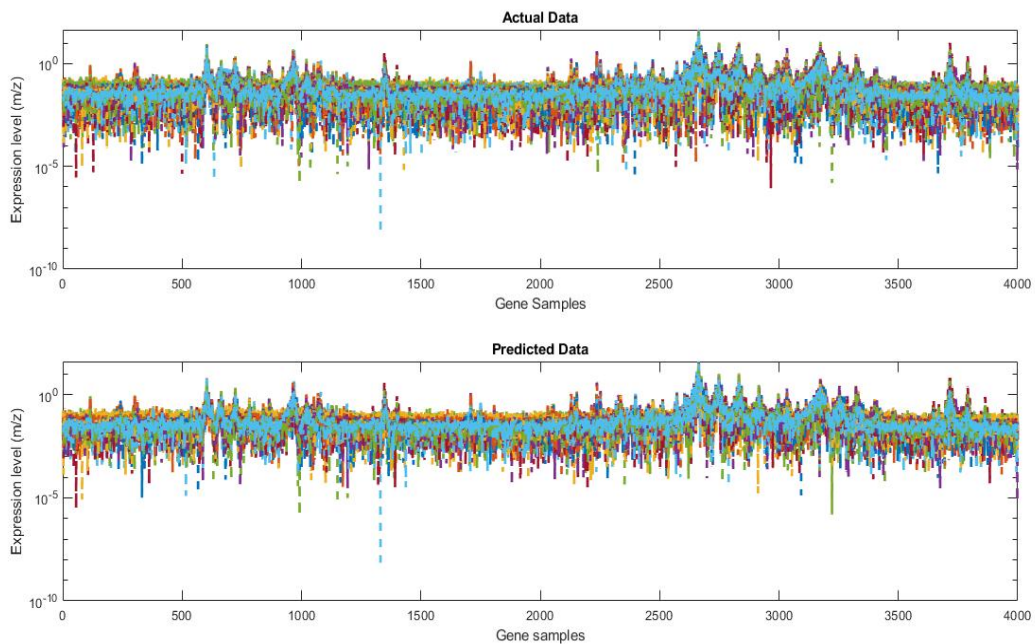 Actual Data
Expression level (m/z)
10^0
10^-5
10^-10
0 500 1000 1500 2000 2500 3000 3500 4000
Gene Samples
Predicted Data
Expression level (m/z)
10^0
10^-5
10^-10
0 500 1000 1500 2000 2500 3000 3500 4000
Gene samples